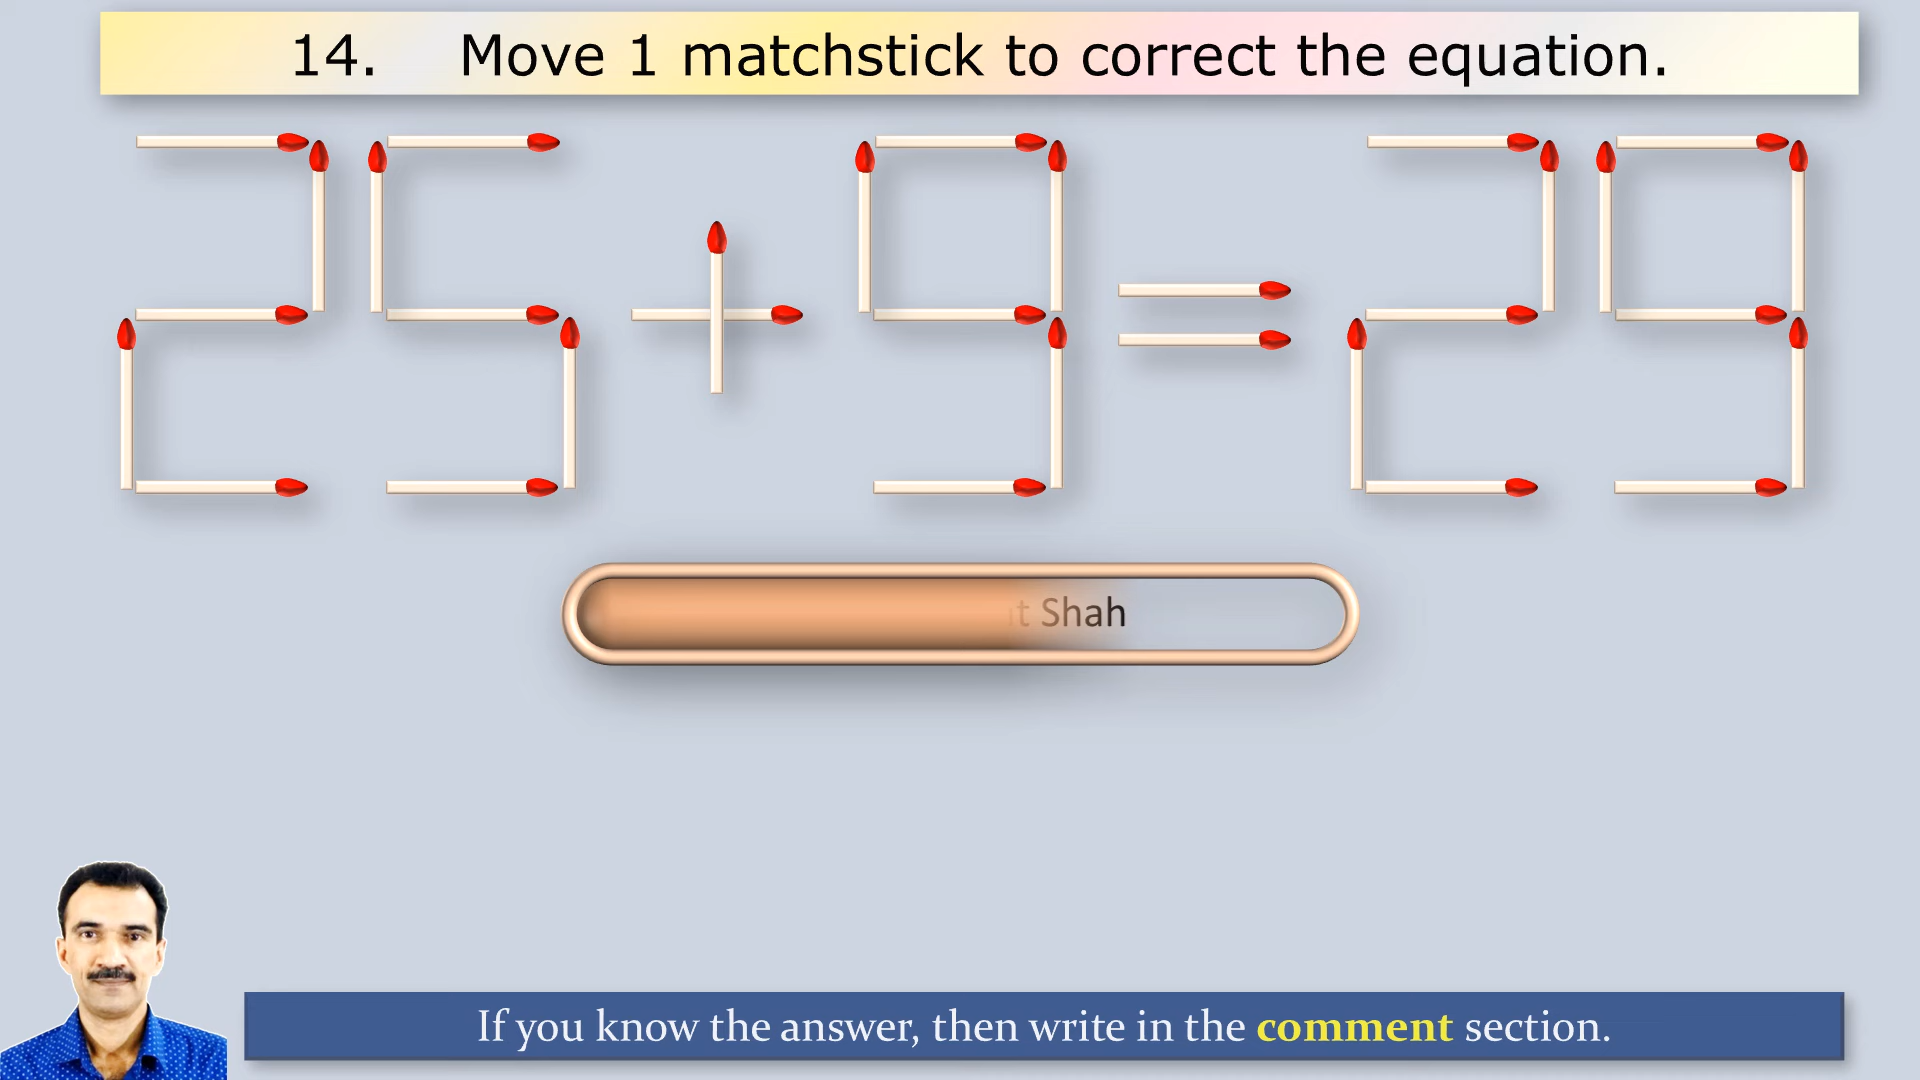 14. Move 1 matchstick to correct the equation.
25 + 9 = 29
Shah
If you know the answer, then write in the comment section.